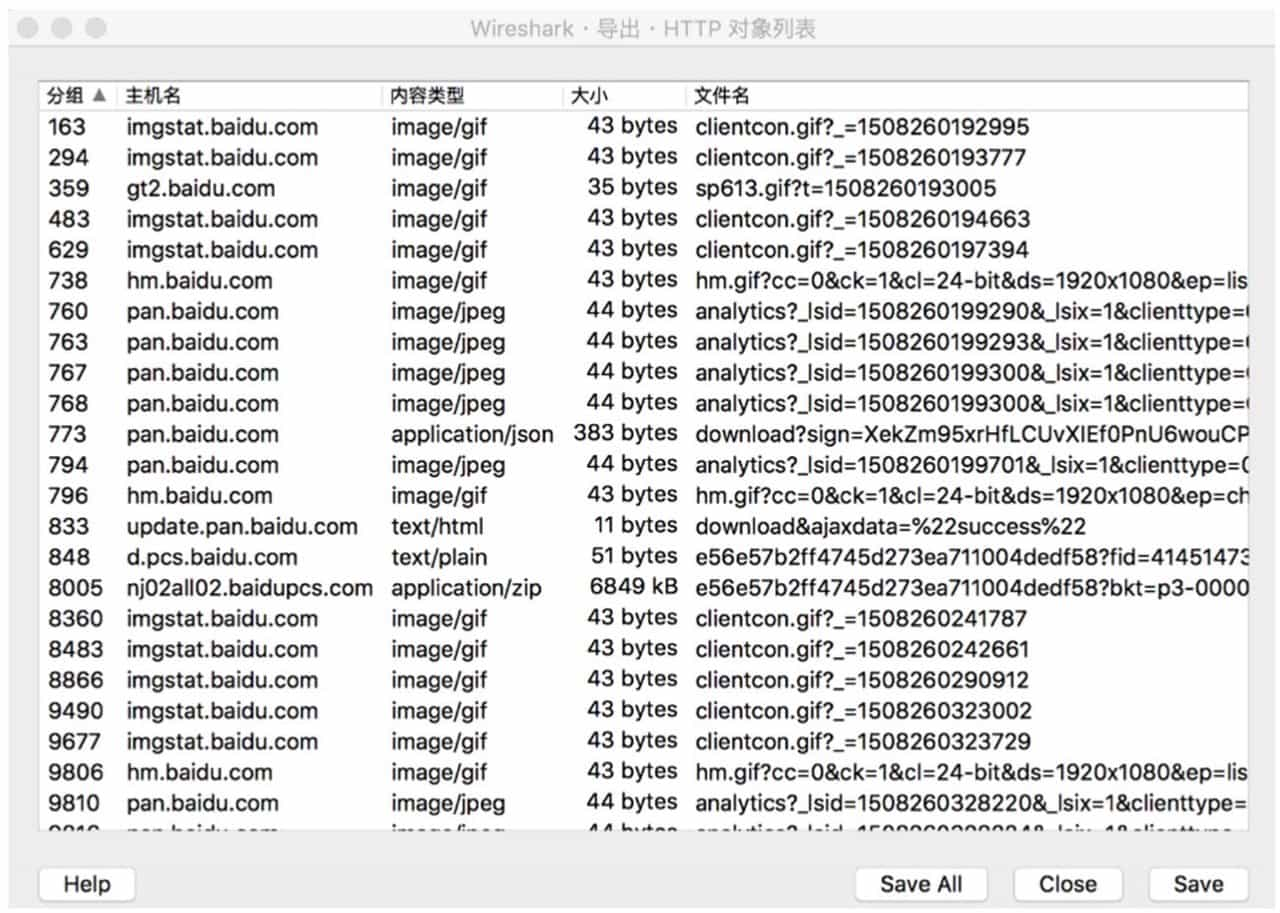 Wireshark · 导出 · HTTP 对象列表
分组 ▲ 主机名 内容类型 大小 文件名
163 imgstat.baidu.com image/gif 43 bytes clientcon.gif?_=1508260192995
294 imgstat.baidu.com image/gif 43 bytes clientcon.gif?_=1508260193777
359 gt2.baidu.com image/gif 35 bytes sp613.gif?t=1508260193005
483 imgstat.baidu.com image/gif 43 bytes clientcon.gif?_=1508260194663
629 imgstat.baidu.com image/gif 43 bytes clientcon.gif?_=1508260197394
738 hm.baidu.com image/gif 43 bytes hm.gif?cc=0&ck=1&cl=24-bit&ds=1920x1080&ep=lis
760 pan.baidu.com image/jpeg 44 bytes analytics?_lsid=1508260199290&_lsix=1&clienttype=
763 pan.baidu.com image/jpeg 44 bytes analytics?_lsid=1508260199293&_lsix=1&clienttype=
767 pan.baidu.com image/jpeg 44 bytes analytics?_lsid=1508260199300&_lsix=1&clienttype=
768 pan.baidu.com image/jpeg 44 bytes analytics?_lsid=1508260199300&_lsix=1&clienttype=
773 pan.baidu.com application/json 383 bytes download?sign=XekZm95xrHfLCUvXIEf0PnU6wouCP
794 pan.baidu.com image/jpeg 44 bytes analytics?_lsid=1508260199701&_lsix=1&clienttype=0
796 hm.baidu.com image/gif 43 bytes hm.gif?cc=0&ck=1&cl=24-bit&ds=1920x1080&ep=ch
833 update.pan.baidu.com text/html 11 bytes download&ajaxdata=%22success%22
848 d.pcs.baidu.com text/plain 51 bytes e56e57b2ff4745d273ea711004dedf58?fid=41451473
8005 nj02all02.baidupcs.com application/zip 6849 kB e56e57b2ff4745d273ea711004dedf58?bkt=p3-0000
8360 imgstat.baidu.com image/gif 43 bytes clientcon.gif?_=1508260241787
8483 imgstat.baidu.com image/gif 43 bytes clientcon.gif?_=1508260242661
8866 imgstat.baidu.com image/gif 43 bytes clientcon.gif?_=1508260290912
9490 imgstat.baidu.com image/gif 43 bytes clientcon.gif?_=1508260323002
9677 imgstat.baidu.com image/gif 43 bytes clientcon.gif?_=1508260323729
9806 hm.baidu.com image/gif 43 bytes hm.gif?cc=0&ck=1&cl=24-bit&ds=1920x1080&ep=lis
9810 pan.baidu.com image/jpeg 44 bytes analytics?_lsid=1508260328220&_lsix=1&clienttype=
Help Save All Close Save